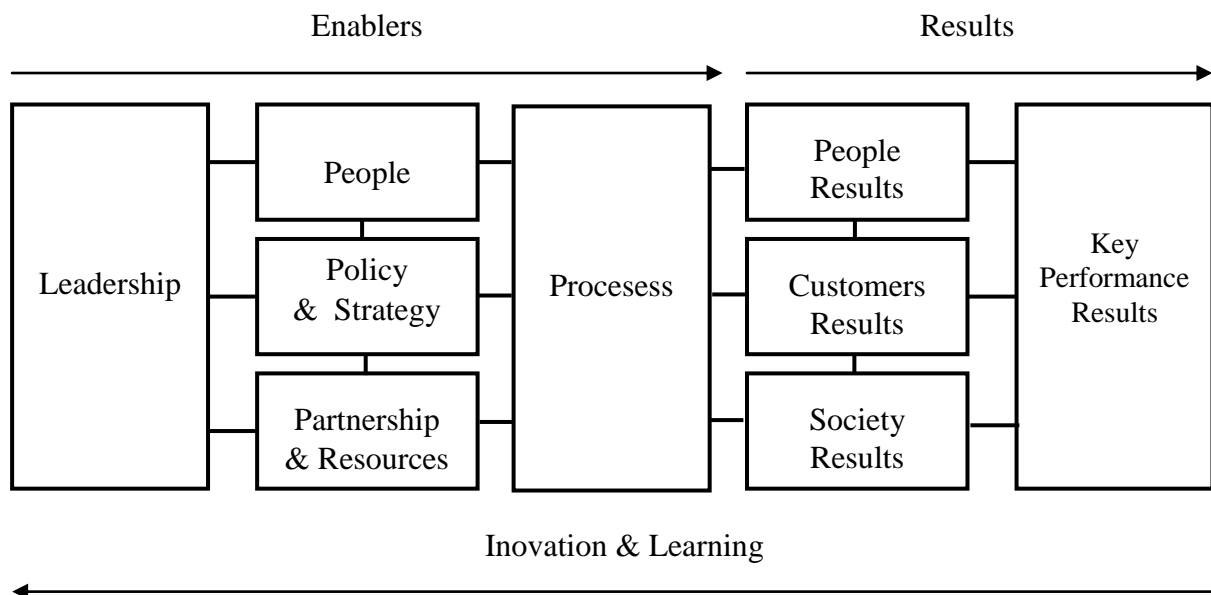 Enablers
Results
Leadership
People
Policy
& Strategy
Partnership
& Resources
Procesess
People
Results
Customers
Results
Society
Results
Key
Performance
Results
Inovation & Learning